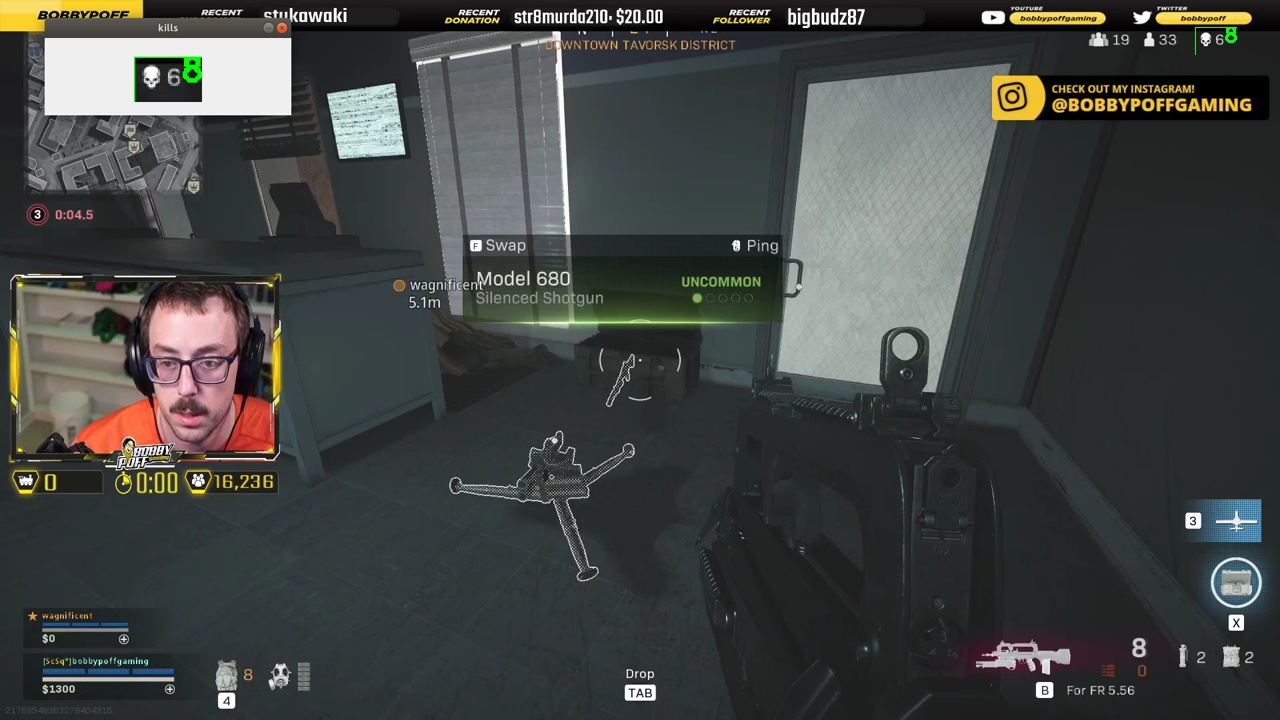 BOBBYPOFF
RECENT
stukawaki
RECENT
DONATION
str8murda210: $20.00
RECENT
FOLLOWER
bigbudz87
YOUTUBE
bobbypoffgaming
TWITTER
bobbypoff
kills
6
8
DOWNTOWN TAVORSK DISTRICT
19
33
6
8
CHECK OUT MY INSTAGRAM!
@BOBBYPOFFGAMING
3
0:04.5
F
Swap
Ping
Model 680
Silenced Shotgun
UNCOMMON
wagnificent
5.1m
BOBBY
POFF
0
0:00
16,236
3
X
wagnificent
$0
[ScSq*]bobbypoffgaming
$1300
8
4
Drop
TAB
8
0
2
2
B
For FR 5.56